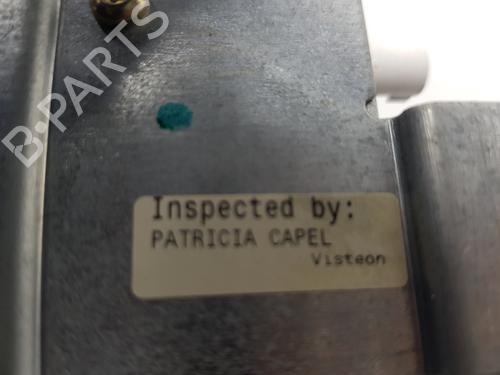 B-PARTS
Inspected by:
PATRICIA CAPEL
Visteon